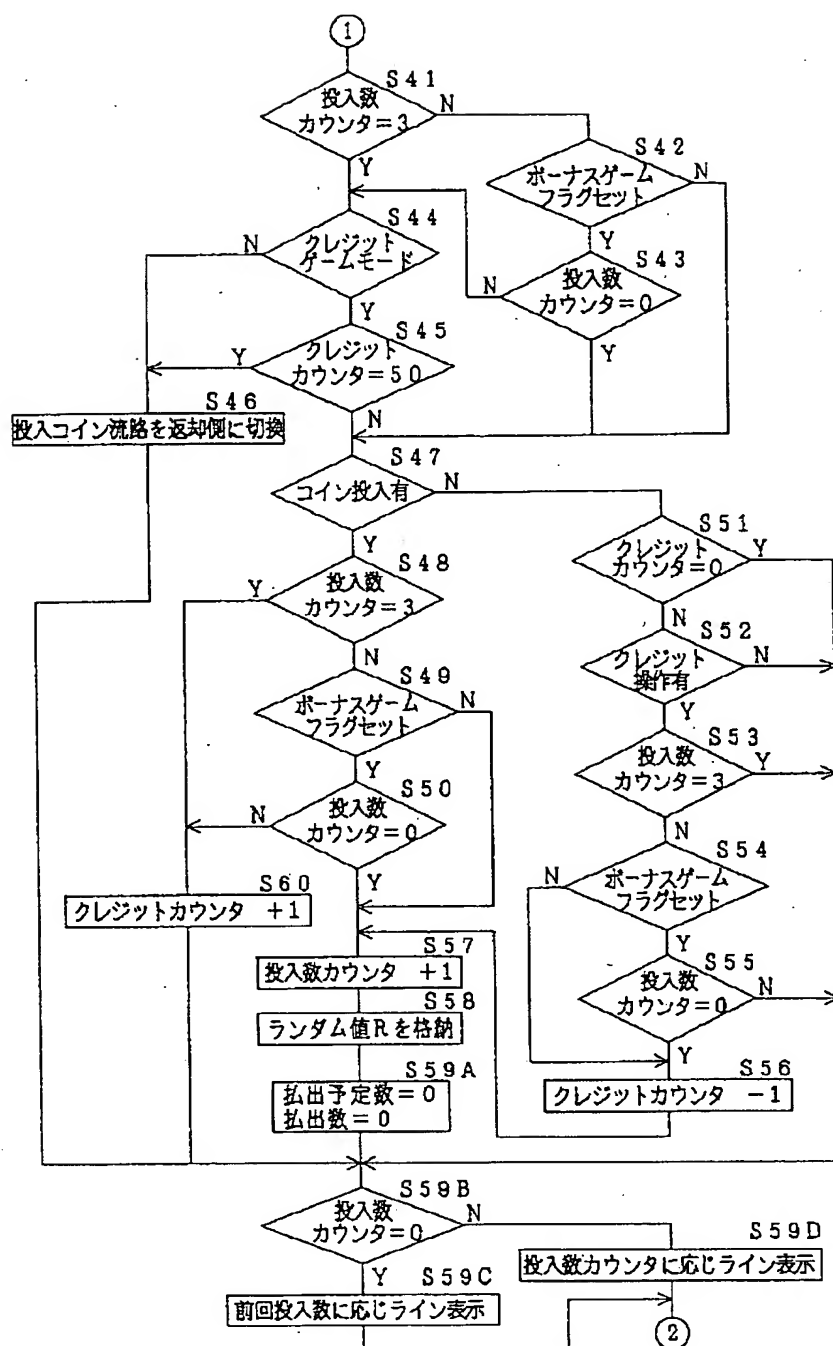 1
S41
投入数
カウンタ=3
N
Y
S42
ボーナスゲーム
フラグセット
N
Y
S43
投入数
カウンタ=0
N
Y
S44
クレジット
ゲームモード
N
Y
S45
クレジット
カウンタ=50
Y
N
S46
投入コイン流路を返却側に切換
S47
コイン投入有
N
Y
S48
投入数
カウンタ=3
Y
N
S49
ボーナスゲーム
フラグセット
N
Y
S50
投入数
カウンタ=0
N
Y
S51
クレジット
カウンタ=0
Y
N
S52
クレジット
操作有
N
Y
S53
投入数
カウンタ=3
Y
N
S54
ボーナスゲーム
フラグセット
N
Y
S55
投入数
カウンタ=0
N
Y
S56
クレジットカウンタ -1
S60
クレジットカウンタ +1
S57
投入数カウンタ +1
S58
ランダム値Rを格納
S59A
払出予定数=0
払出数=0
S59B
投入数
カウンタ=0
N
Y
S59C
前回投入数に応じライン表示
S59D
投入数カウンタに応じライン表示
2